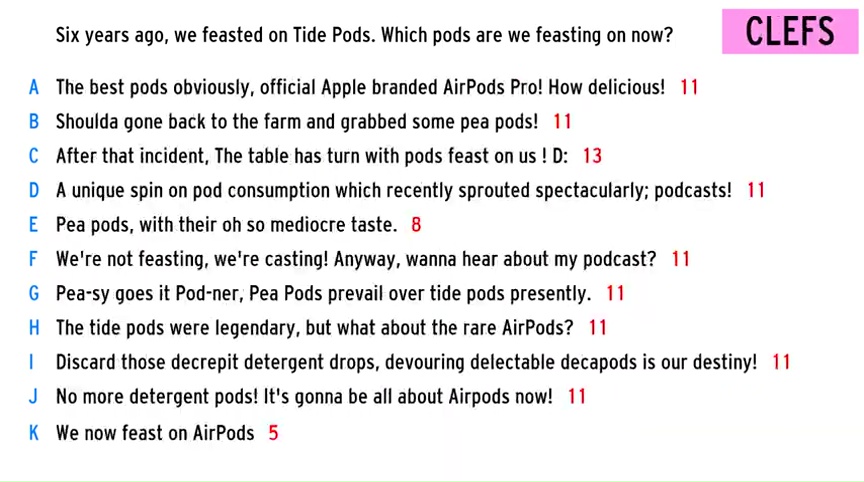 Six years ago, we feasted on Tide Pods. Which pods are we feasting on now?
CLEFS
A The best pods obviously, official Apple branded AirPods Pro! How delicious! 11
B Shoulda gone back to the farm and grabbed some pea pods! 11
C After that incident, The table has turn with pods feast on us ! D: 13
D A unique spin on pod consumption which recently sprouted spectacularly; podcasts! 11
E Pea pods, with their oh so mediocre taste. 8
F We're not feasting, we're casting! Anyway, wanna hear about my podcast? 11
G Pea-sy goes it Pod-ner, Pea Pods prevail over tide pods presently. 11
H The tide pods were legendary, but what about the rare AirPods? 11
I Discard those decrepit detergent drops, devouring delectable decapods is our destiny! 11
J No more detergent pods! It's gonna be all about Airpods now! 11
K We now feast on AirPods 5